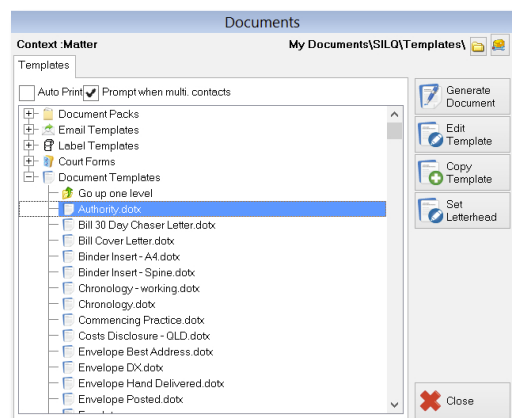 Documents
Context :Matter
My Documents\SILQ\Templates\
Templates
Auto Print
Prompt when multi. contacts
Document Packs
Email Templates
Label Templates
Court Forms
Document Templates
Go up one level
Authority.dotx
Bill 30 Day Chaser Letter.dotx
Bill Cover Letter.dotx
Binder Insert - A4.dotx
Binder Insert - Spine.dotx
Chronology - working.dotx
Chronology.dotx
Commencing Practice.dotx
Costs Disclosure - QLD.dotx
Envelope Best Address.dotx
Envelope DX.dotx
Envelope Hand Delivered.dotx
Envelope Posted.dotx
Generate
Document
Edit
Template
Copy
Template
Set
Letterhead
Close